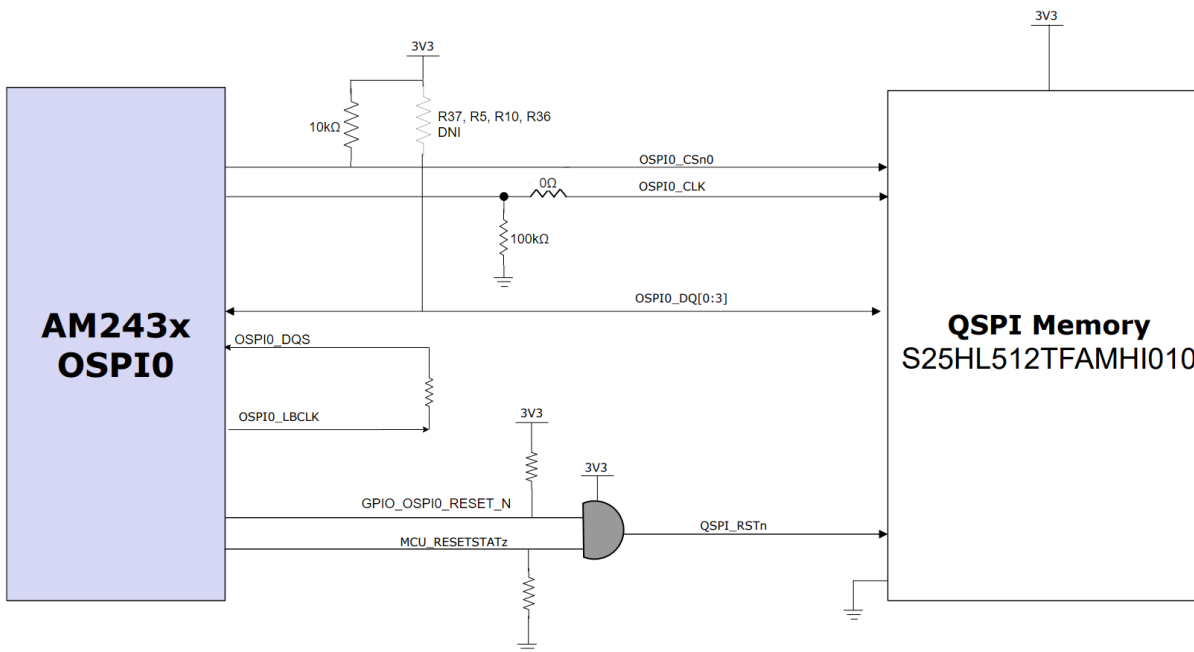 3V3
3V3
10kΩ
R37, R5, R10, R36
DNI
OSPI0_CSn0
0Ω
OSPI0_CLK
100kΩ
OSPI0_DQ[0:3]
AM243x
OSPI0
QSPI Memory
S25HL512TFAMHI010
OSPI0_DQS
OSPI0_LBCLK
3V3
3V3
GPIO_OSPI0_RESET_N
QSPI_RSTn
MCU_RESETSTATz